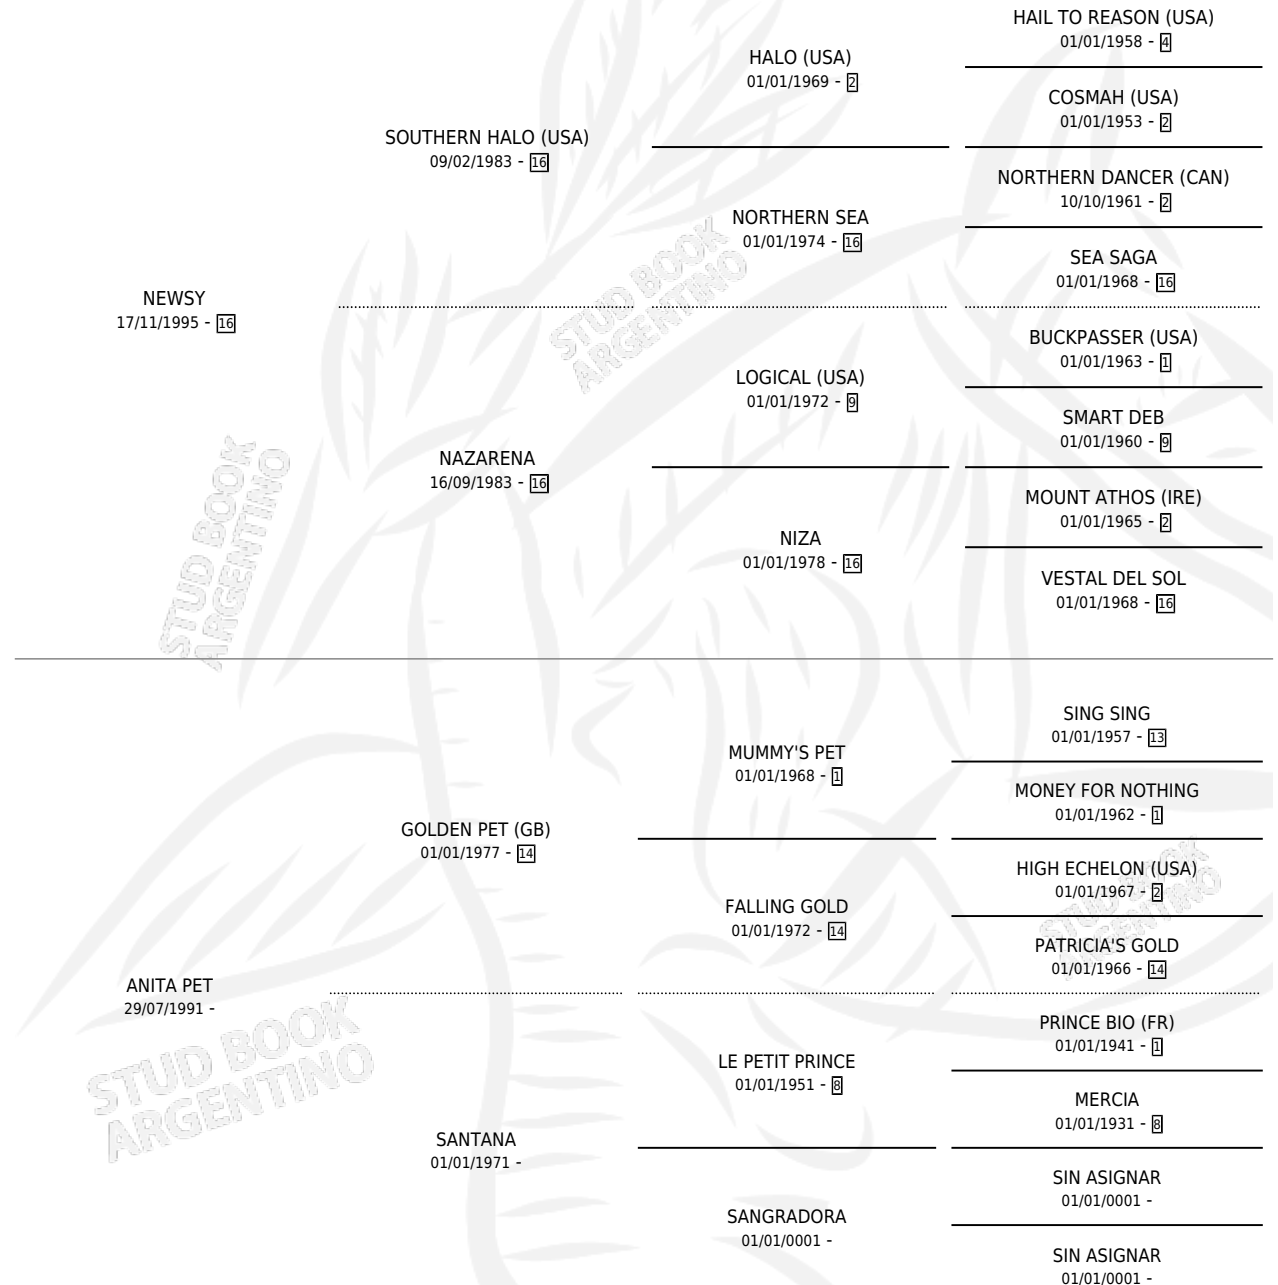 HAIL TO REASON (USA)
01/01/1958 - 4
HALO (USA)
01/01/1969 - 2
COSMAH (USA)
01/01/1953 - 2
SOUTHERN HALO (USA)
09/02/1983 - 16
NORTHERN DANCER (CAN)
10/10/1961 - 2
NORTHERN SEA
01/01/1974 - 16
SEA SAGA
01/01/1968 - 16
NEWSY
17/11/1995 - 16
STUD BOOK
ARGENTINO
BUCKPASSER (USA)
01/01/1963 - 1
LOGICAL (USA)
01/01/1972 - 9
SMART DEB
01/01/1960 - 9
NAZARENA
16/09/1983 - 16
MOUNT ATHOS (IRE)
01/01/1965 - 2
NIZA
01/01/1978 - 16
VESTAL DEL SOL
01/01/1968 - 16
STUD BOOK
ARGENTINO
SING SING
01/01/1957 - 13
MUMMY'S PET
01/01/1968 - 1
MONEY FOR NOTHING
01/01/1962 - 1
GOLDEN PET (GB)
01/01/1977 - 14
HIGH ECHELON (USA)
01/01/1967 - 2
FALLING GOLD
01/01/1972 - 14
STUD BOOK
ARGENTINO
PATRICIA'S GOLD
01/01/1966 - 14
ANITA PET
29/07/1991 -
PRINCE BIO (FR)
01/01/1941 - 1
LE PETIT PRINCE
01/01/1951 - 8
MERCIA
01/01/1931 - 8
STUD BOOK
ARGENTINO
SANTANA
01/01/1971 -
SIN ASIGNAR
01/01/0001 -
SANGRADORA
01/01/0001 -
SIN ASIGNAR
01/01/0001 -